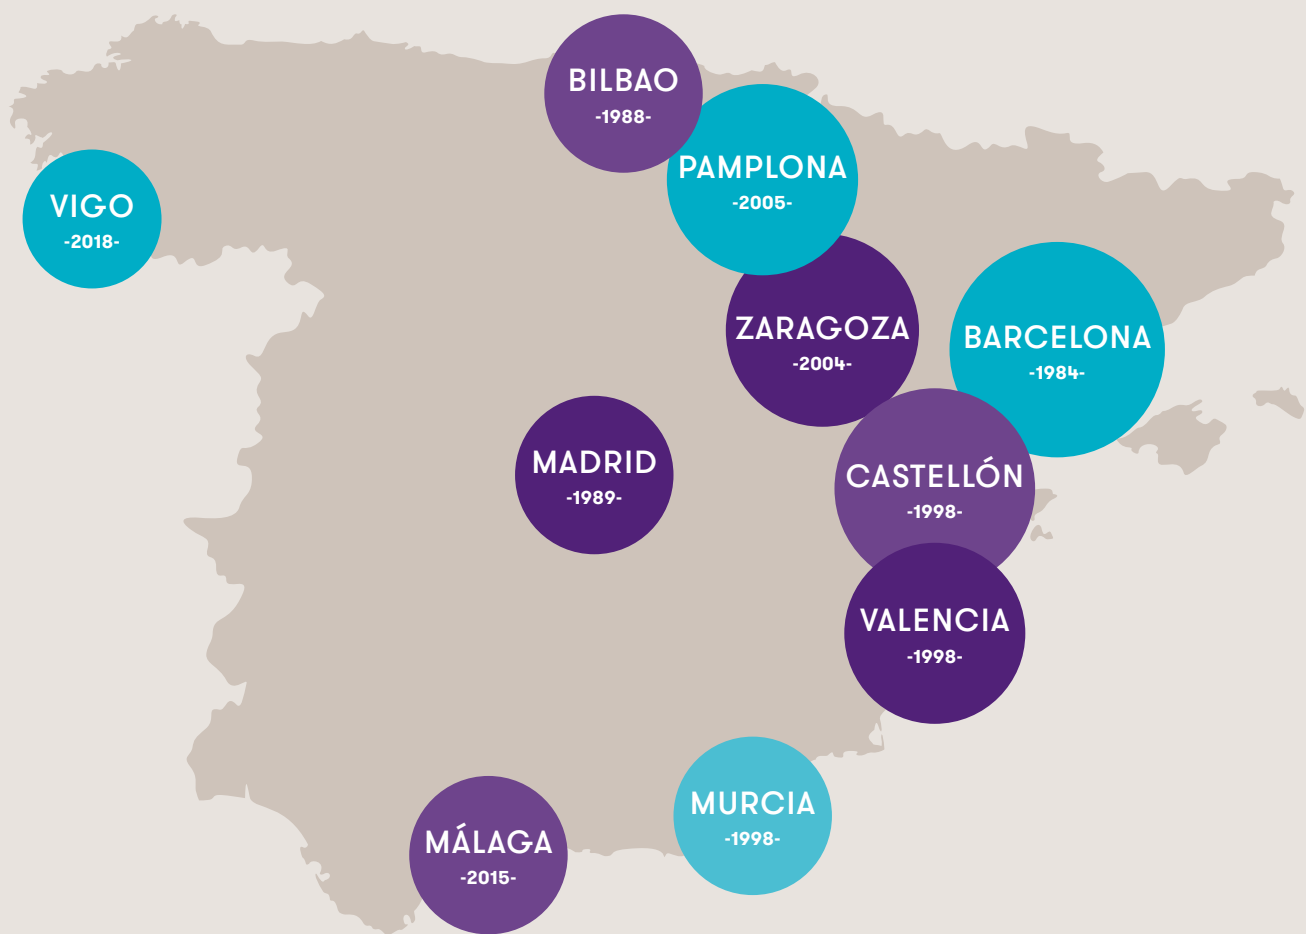 BILBAO
-1988-
PAMPLONA
-2005-
VIGO
-2018-
ZARAGOZA
-2004-
BARCELONA
-1984-
MADRID
-1989-
CASTELLÓN
-1998-
VALENCIA
-1998-
MURCIA
-1998-
MÁLAGA
-2015-